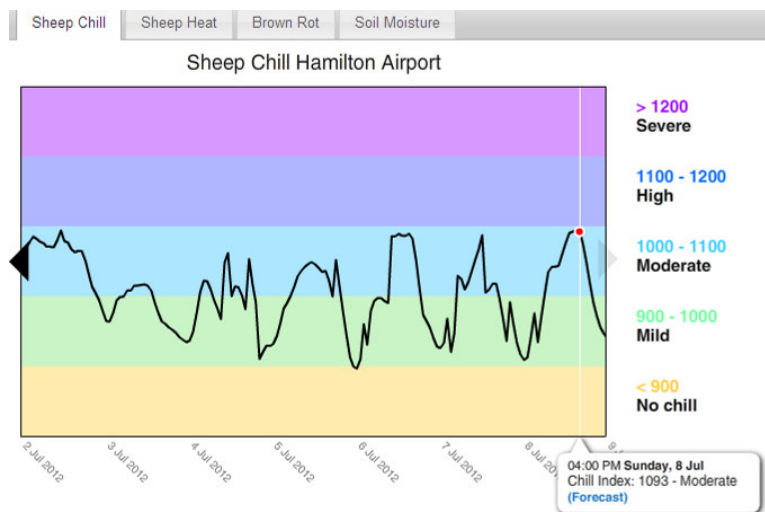 Sheep Chill Sheep Heat Brown Rot Soil Moisture
Sheep Chill Hamilton Airport
> 1200
Severe
1100 - 1200
High
1000 - 1100
Moderate
900 - 1000
Mild
< 900
No chill
2 Jul 2012
3 Jul 2012
4 Jul 2012
5 Jul 2012
6 Jul 2012
7 Jul 2012
8 Jul
04:00 PM Sunday, 8 Jul
Chill Index: 1093 - Moderate
(Forecast)